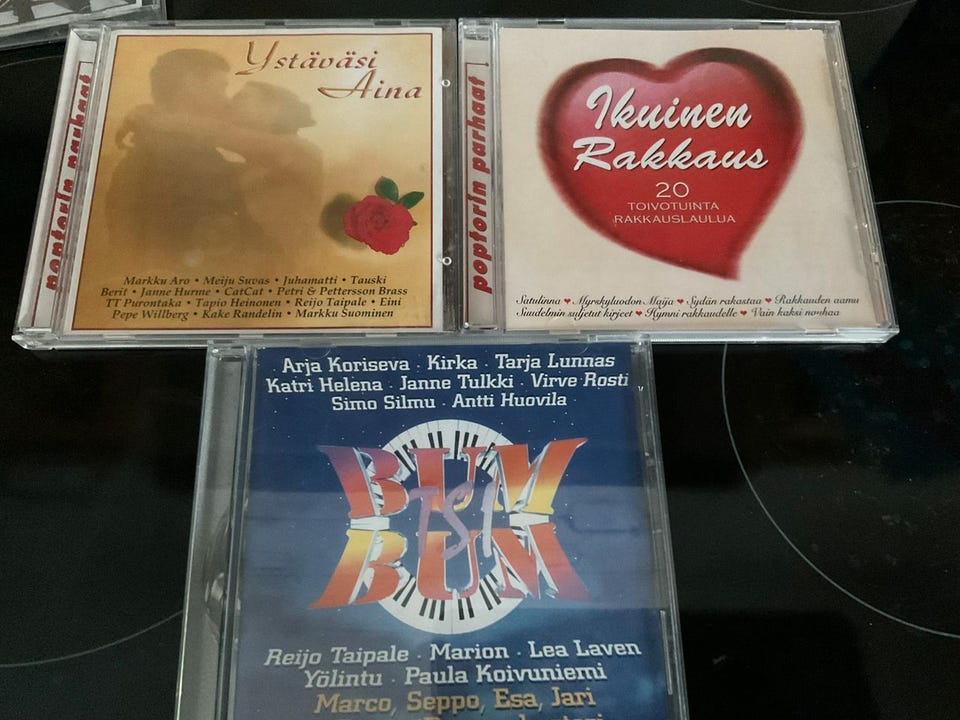 poptorin parhaat
Ystäväsi
Aina
Markku Aro • Meiju Suvas • Juhamatti • Tauski
Berit • Janne Hurme • CatCat • Petri & Pettersson Brass
TT Purontaka • Tapio Heinonen • Reijo Taipale • Eini
Pepe Willberg • Kake Randelin • Markku Suominen
poptorin parhaat
Ikuinen
Rakkaus
20
TOIVOTUINTA
RAKKAUSLAULUA
Satulinna ♥ Myrskyluodon Maija ♥ Sydän rakastaa ♥ Rakkauden aamu
Suudelmin suljetut kirjeet ♥ Hymni rakkaudelle ♥ Vain kaksi nouhaa
Arja Koriseva · Kirka · Tarja Lunnas
Katri Helena · Janne Tulkki · Virve Rosti
Simo Silmu · Antti Huovila
BUM
TSI
BUM
Reijo Taipale · Marion · Lea Laven
Yölintu · Paula Koivuniemi
Marco, Seppo, Esa, Jari